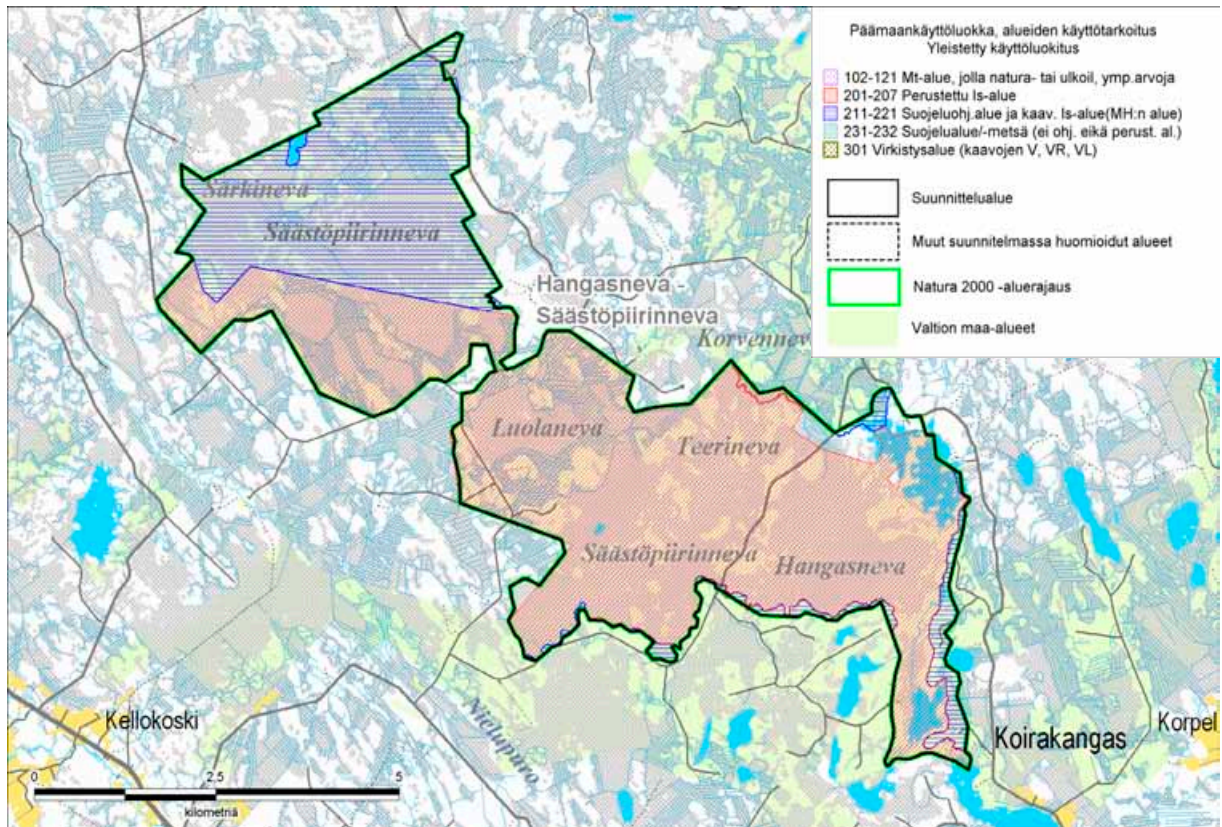 Päämaankäyttöluokka, alueiden käyttötarkoitus
Yleistetty käyttöluokitus
102-121 Mt-alue, jolla natura- tai ulkoil, ymp.arvoja
201-207 Perustettu ls-alue
211-221 Suojeluohj.alue ja kaav. ls-alue(MH:n alue)
231-232 Suojelualue/-metsä (ei ohj. eikä perust. al.)
301 Virkistysalue (kaavojen V, VR, VL)
Suunnittelualue
Muut suunnitelmassa huomioidut alueet
Natura 2000 -aluerajaus
Valtion maa-alueet
Särkineva
Säästöpiirinneva
Hangasneva -
Säästöpiirinneva
Korvennev
Luolaneva
Teerineva
Säästöpiirinneva
Hangasneva
Kellokoski
Nielupuro
Koirakangas
Korpel
0 2.5 5
kilometriä